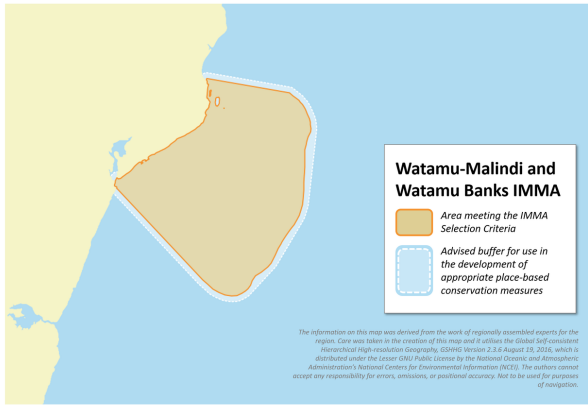 Watamu-Malindi and
Watamu Banks IMMA
Area meeting the IMMA
Selection Criteria
Advised buffer for use in
the development of
appropriate place-based
conservation measures
The information on this map was derived from the work of regionally assembled experts for the
region. Care was taken in the creation of this map and it utilises the Global Self-consistent
Hierarchical High-resolution Geography, GSHHG Version 2.3.6 August 19, 2016, which is
distributed under the Lesser GNU Public License by the National Oceanic and Atmospheric
Administration's National Centers for Environmental Information (NCEI). The authors cannot
accept any responsibility for errors, omissions, or positional accuracy. Not to be used for purposes
of navigation.